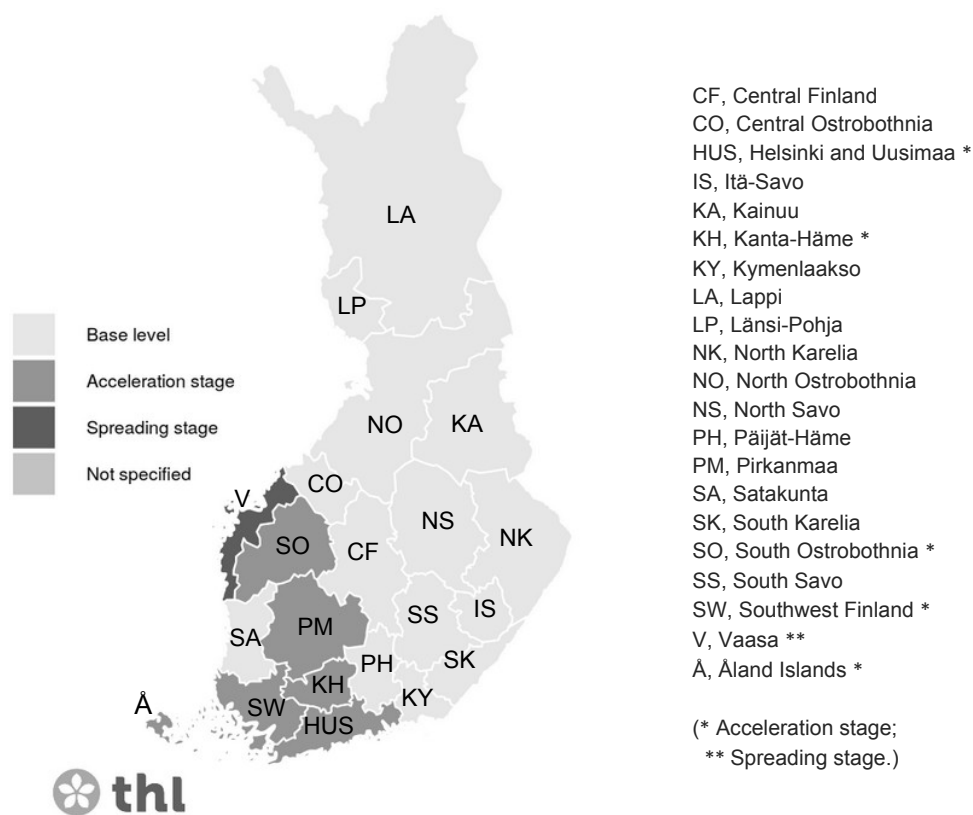 LA
LP
NO
KA
CO
V
SO
CF
NS
NK
SA
PM
SS
IS
PH
SK
KH
KY
Å
SW
HUS
Base level
Acceleration stage
Spreading stage
Not specified
thl
CF, Central Finland
CO, Central Ostrobothnia
HUS, Helsinki and Uusimaa *
IS, Itä-Savo
KA, Kainuu
KH, Kanta-Häme *
KY, Kymenlaakso
LA, Lappi
LP, Länsi-Pohja
NK, North Karelia
NO, North Ostrobothnia
NS, North Savo
PH, Päijät-Häme
PM, Pirkanmaa
SA, Satakunta
SK, South Karelia
SO, South Ostrobothnia *
SS, South Savo
SW, Southwest Finland *
V, Vaasa **
Å, Åland Islands *
(* Acceleration stage;
** Spreading stage.)